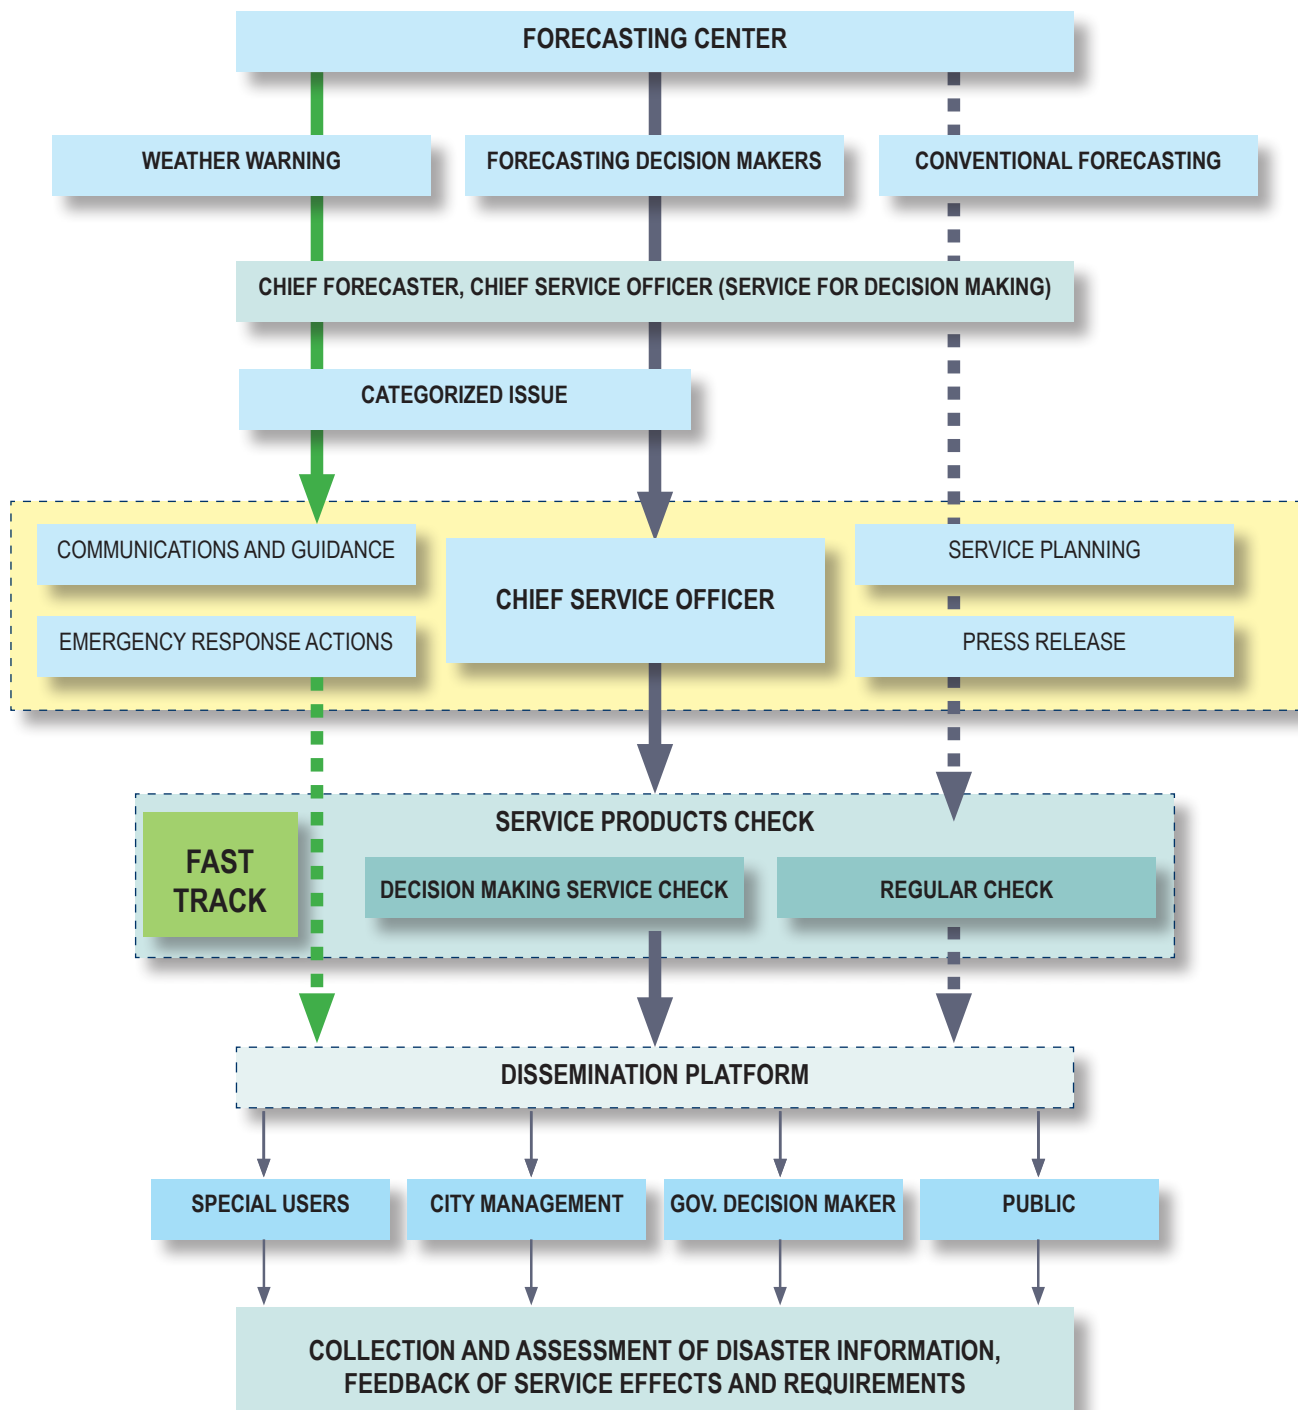 FORECASTING CENTER
WEATHER WARNING
FORECASTING DECISION MAKERS
CONVENTIONAL FORECASTING
CHIEF FORECASTER, CHIEF SERVICE OFFICER (SERVICE FOR DECISION MAKING)
CATEGORIZED ISSUE
COMMUNICATIONS AND GUIDANCE
EMERGENCY RESPONSE ACTIONS
CHIEF SERVICE OFFICER
SERVICE PLANNING
PRESS RELEASE
SERVICE PRODUCTS CHECK
FAST
TRACK
DECISION MAKING SERVICE CHECK
REGULAR CHECK
DISSEMINATION PLATFORM
SPECIAL USERS
CITY MANAGEMENT
GOV. DECISION MAKER
PUBLIC
COLLECTION AND ASSESSMENT OF DISASTER INFORMATION,
FEEDBACK OF SERVICE EFFECTS AND REQUIREMENTS